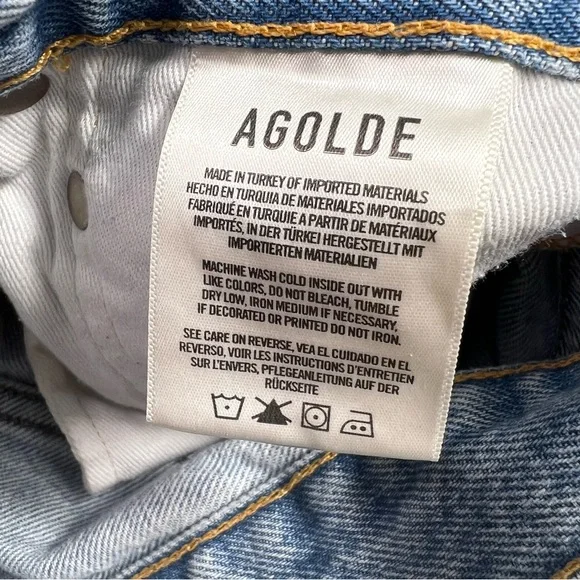 AGOLDE
MADE IN TURKEY OF IMPORTED MATERIALS
HECHO EN TURQUIA DE MATERIALES IMPORTADOS
FABRIQUÉ EN TURQUIE A PARTIR DE MATÉRIAUX
IMPORTÉS, IN DER TÜRKEI HERGESTELLT MIT
IMPORTIERTEN MATERIALIEN
MACHINE WASH COLD INSIDE OUT WITH
LIKE COLORS, DO NOT BLEACH, TUMBLE
DRY LOW, IRON MEDIUM IF NECESSARY,
IF DECORATED OR PRINTED DO NOT IRON.
SEE CARE ON REVERSE, VEA EL CUIDADO EN EL
REVERSO, VOIR LES INSTRUCTIONS D'ENTRETIEN
SUR L'ENVERS, PFLEGEANLEITUNG AUF DER
RÜCKSEITE